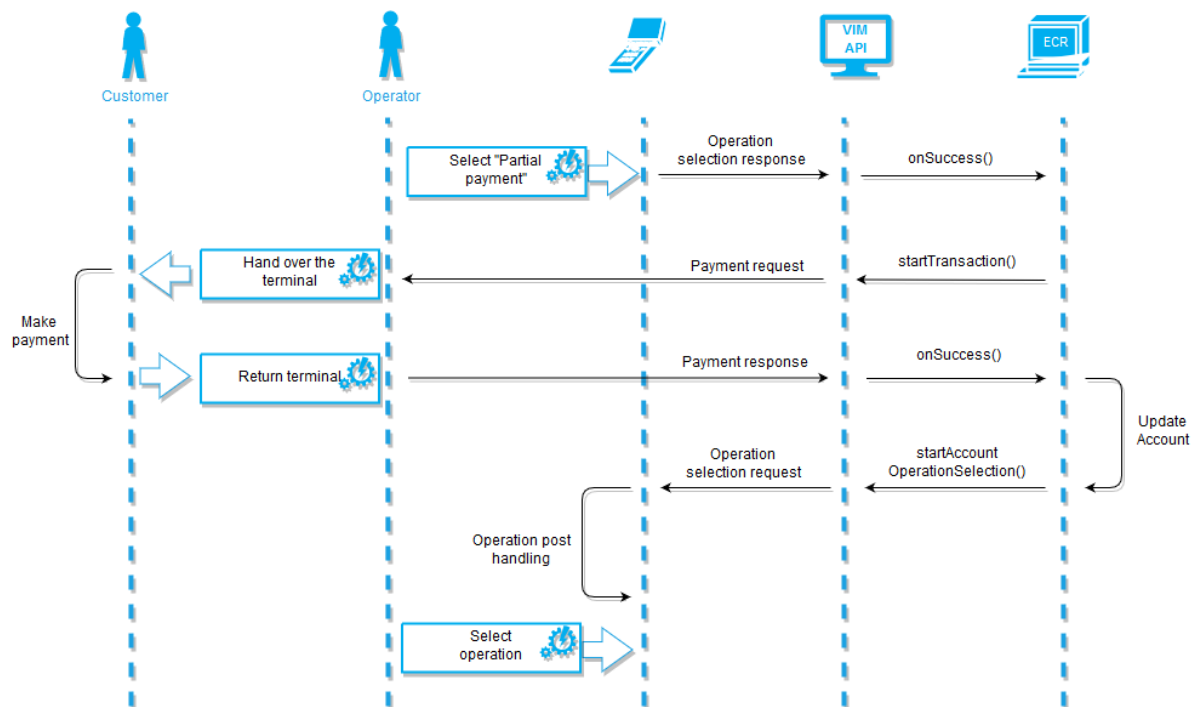 VIM
API
ECR
Customer
Operator
Select "Partial
payment"
Operation
selection response
onSuccess()
Hand over the
terminal
Payment request
startTransaction()
Make
payment
Return terminal
Payment response
onSuccess()
Update
Account
Operation
selection request
startAccount
OperationSelection()
Operation post
handling
Select
operation